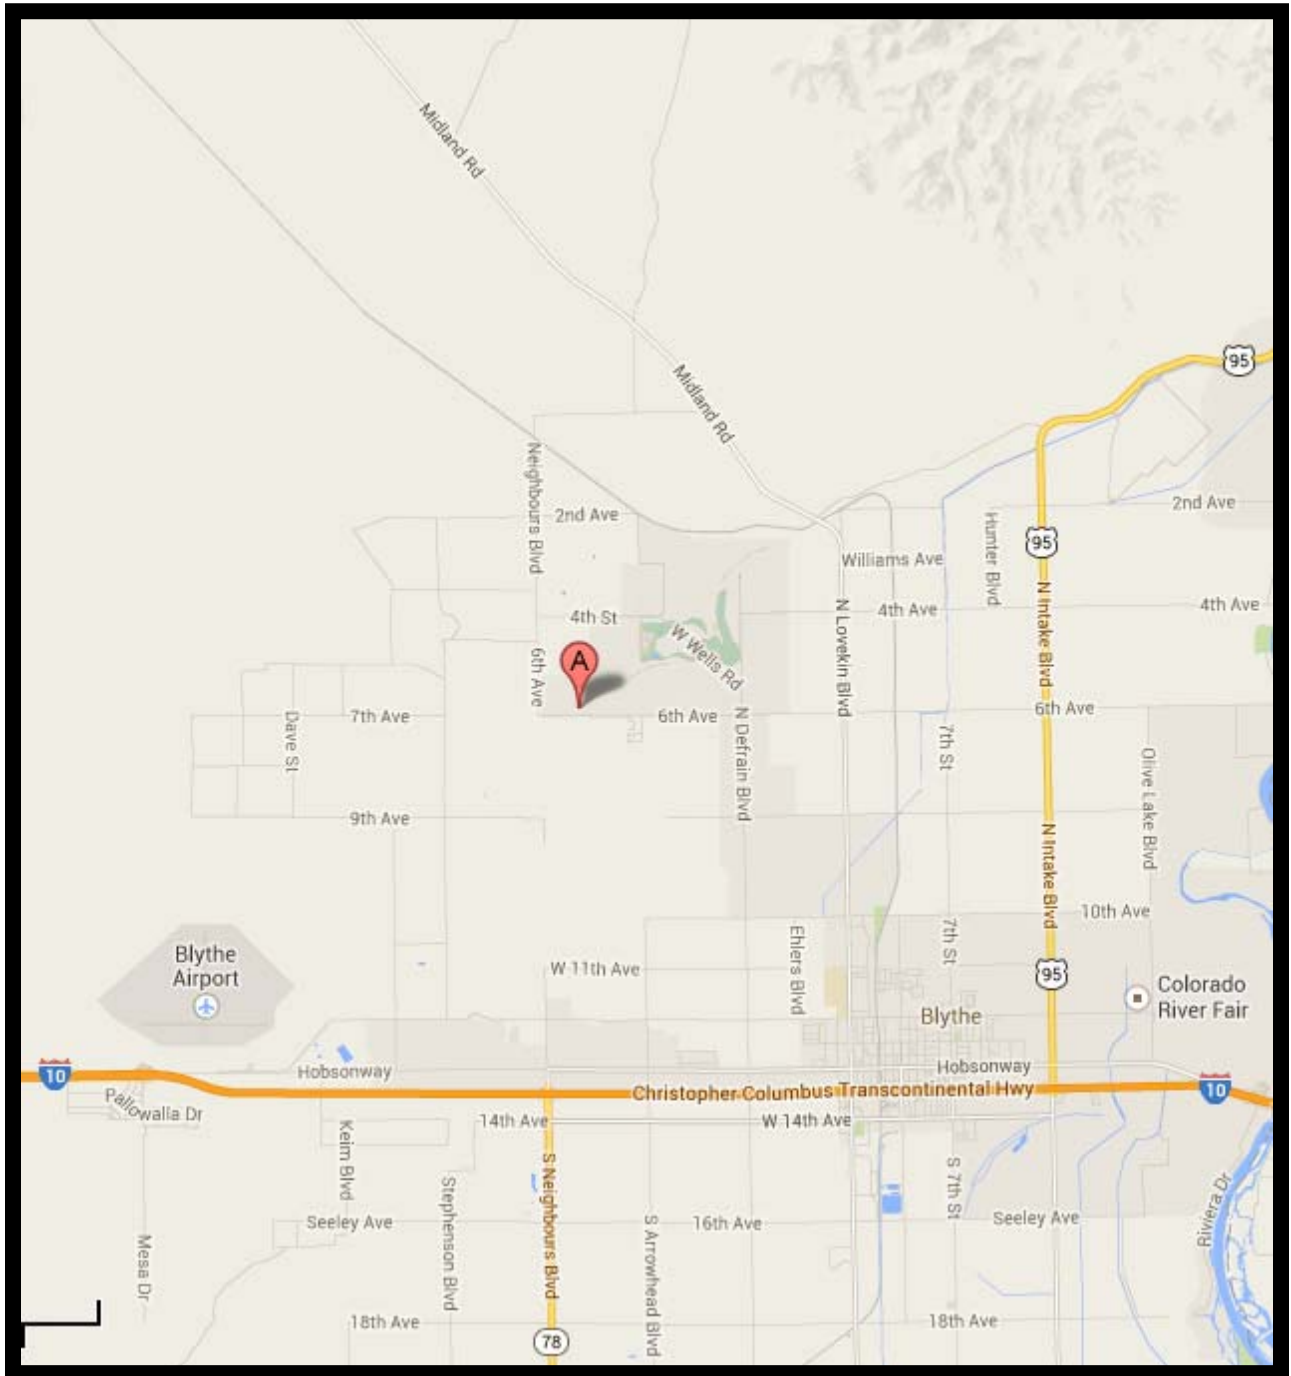 Midland Rd
95
Midland Rd
Neighbours Blvd
2nd Ave
2nd Ave
Hunter Blvd
95
Williams Ave
N Intake Blvd
4th St
N Lovekin Blvd
4th Ave
4th Ave
W Wells Rd
6th Ave
A
7th Ave
Dave St
6th Ave
N Defrain Blvd
6th Ave
7th St
Olive Lake Blvd
9th Ave
N Intake Blvd
10th Ave
Blythe
Airport
W 11th Ave
Ehlers Blvd
7th St
95
Colorado
River Fair
Blythe
10
Hobsonway
Hobsonway
Christopher Columbus Transcontinental Hwy
10
Pallowalla Dr
14th Ave
W 14th Ave
Keim Blvd
S Neighbours Blvd
Stephenson Blvd
S 7th St
Riviera Dr
Seeley Ave
16th Ave
Seeley Ave
Mesa Dr
S Arrowhead Blvd
18th Ave
18th Ave
78